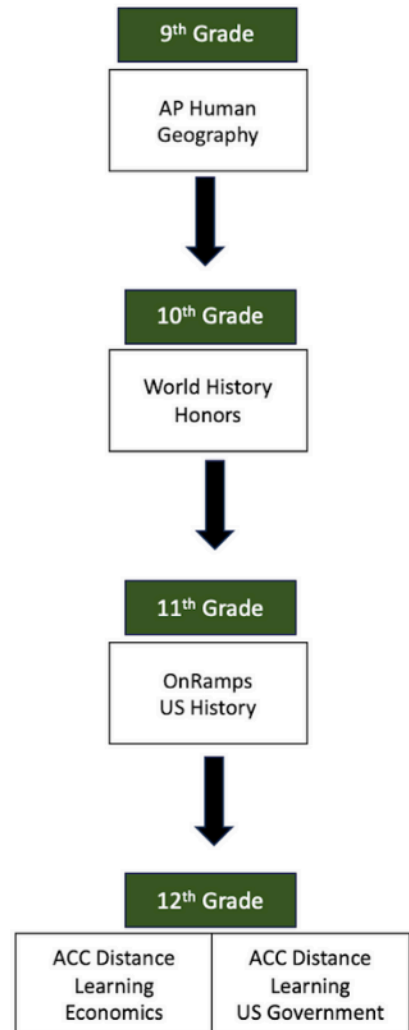 9th Grade
AP Human
Geography
10th Grade
World History
Honors
11th Grade
OnRamps
US History
12th Grade
ACC Distance
Learning
Economics
ACC Distance
Learning
US Government